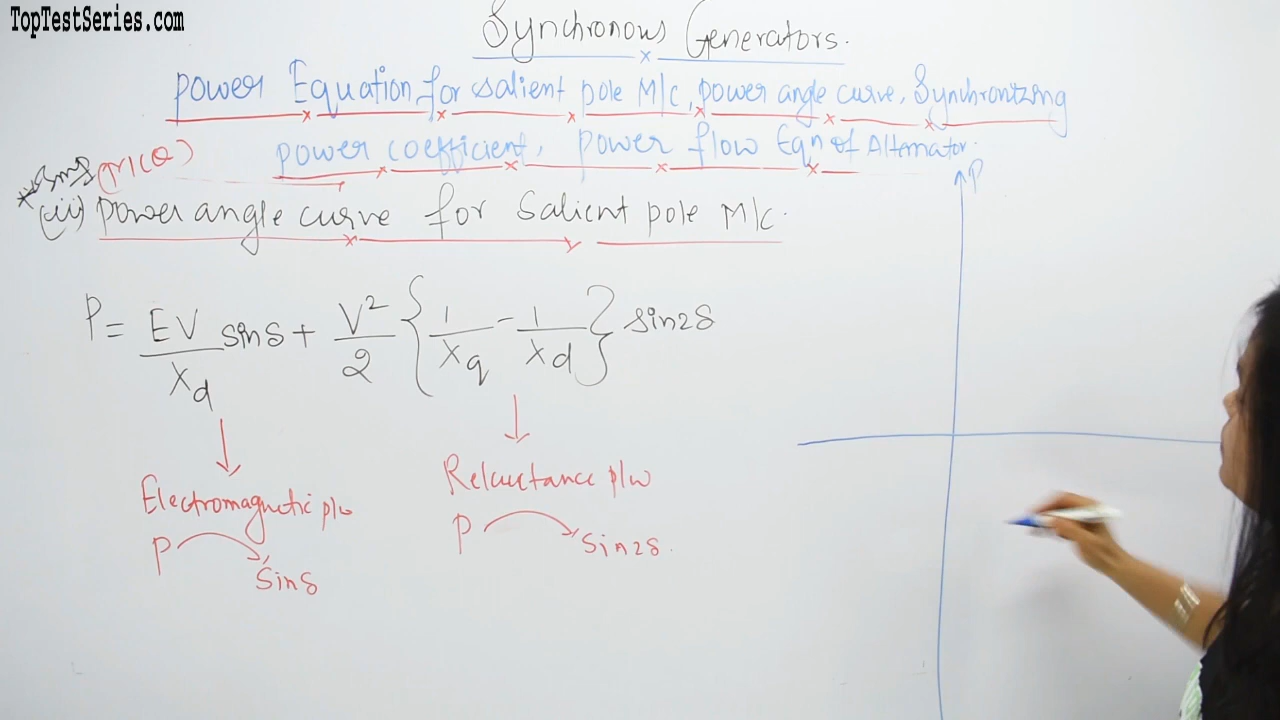 TopTestSeries.com
Synchronous Generators.
Power Equation for salient pole M/c, power angle curve, Synchronizing
power coefficient, power flow Eqn of Alternator.
(iii) Power angle curve for Salient pole M/c.
P
P = EV/Xd sinδ + V²/2 { 1/Xq - 1/Xd } sin2δ
Electromagnetic p/w
Reluctance p/w
P sinδ
P sin2δ.